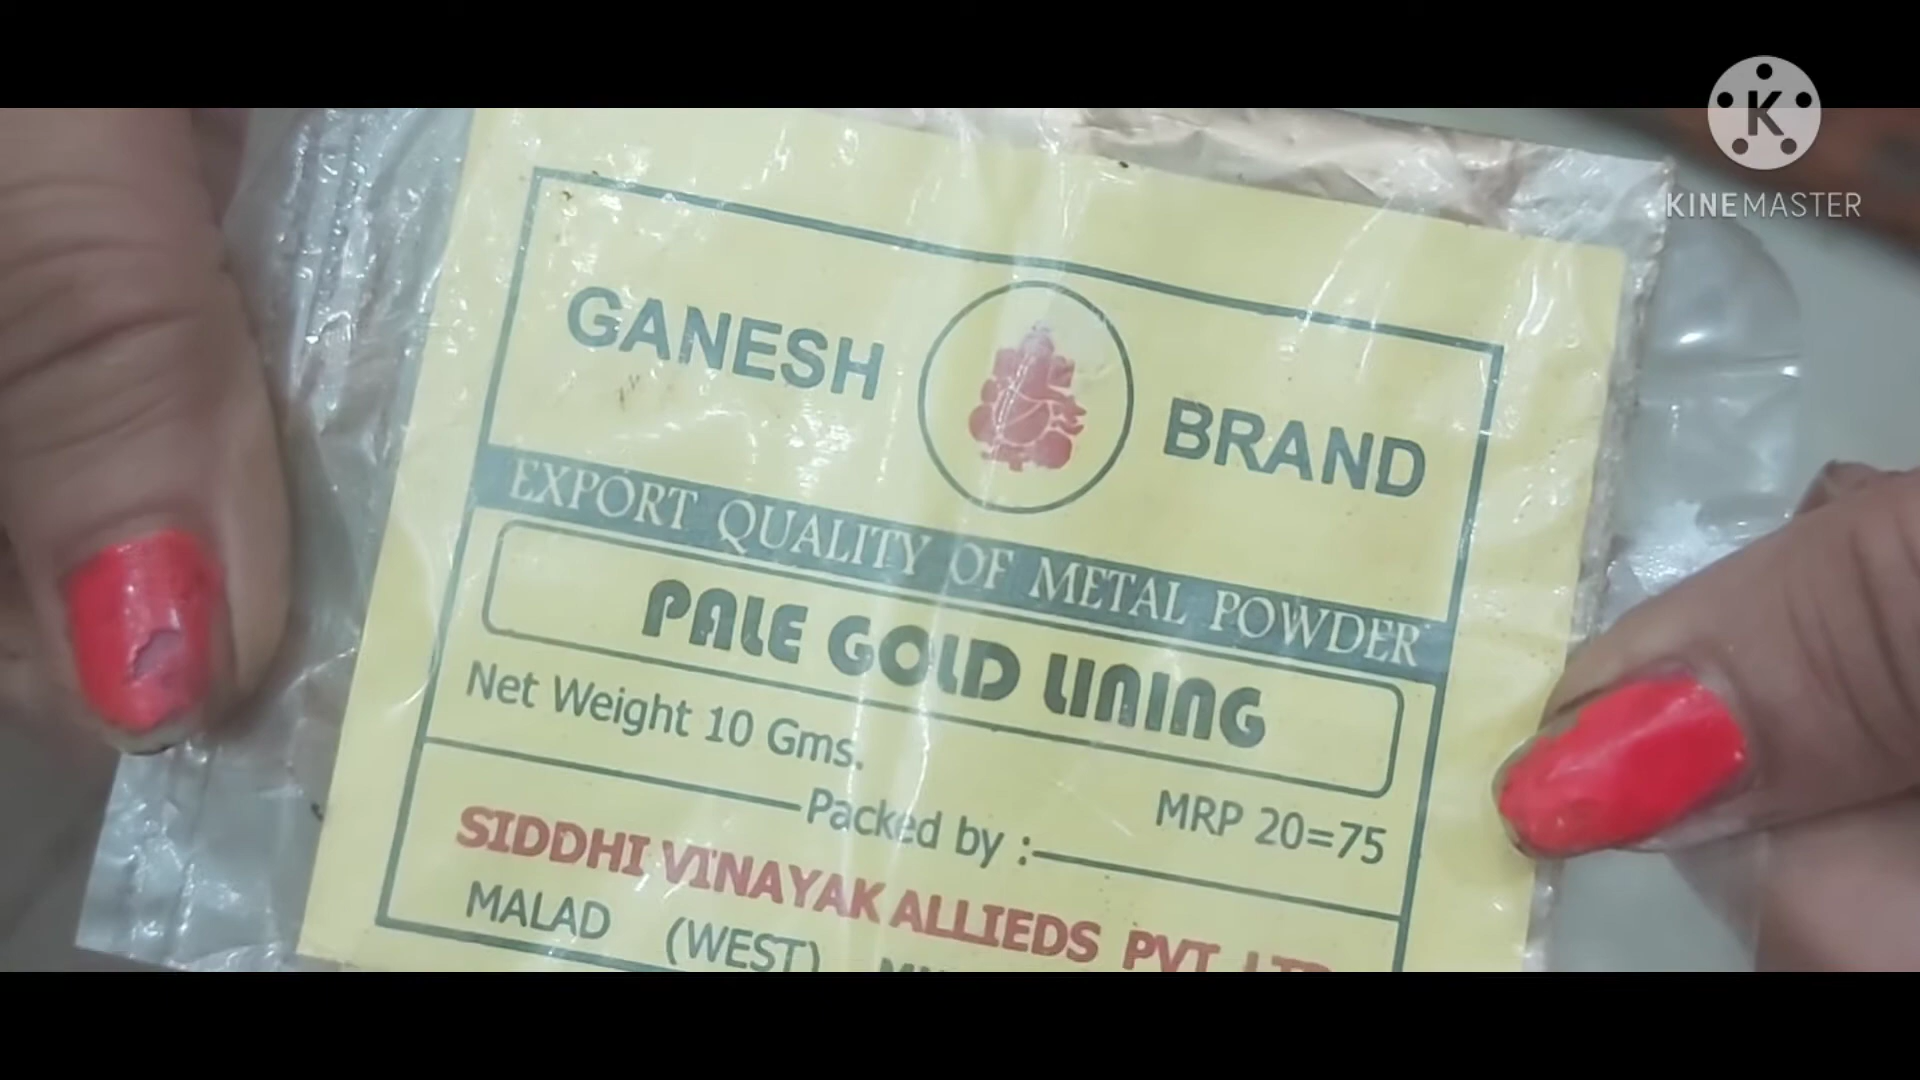 K
KINEMASTER
GANESH BRAND
EXPORT QUALITY OF METAL POWDER
PALE GOLD LINING
Net Weight 10 Gms.
MRP 20=75
Packed by :
SIDDHI VINAYAK ALLIEDS PVT LTD
MALAD (WEST)